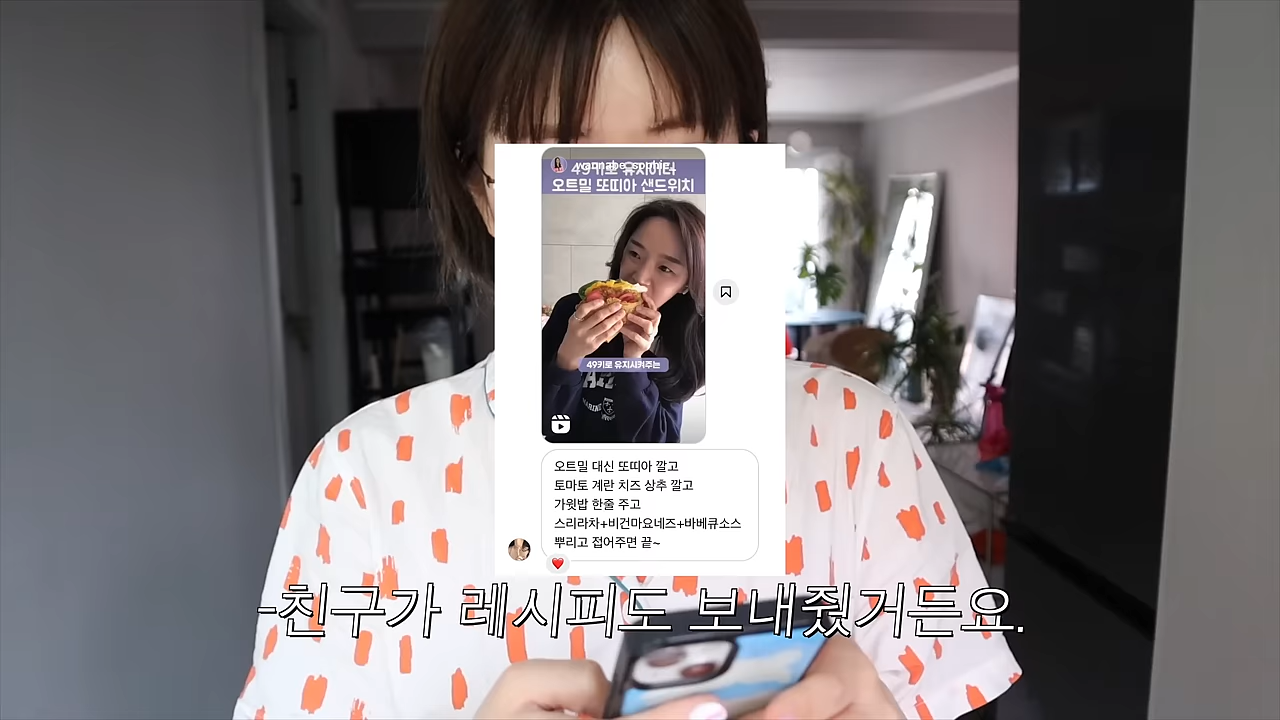 49키로 유지어터
오트밀 또띠아 샌드위치
49키로 유지시켜주는
오트밀 대신 또띠아 깔고
토마토 계란 치즈 상추 깔고
가윗밥 한줄 주고
스리라차+비건마요네즈+바베큐소스
뿌리고 접어주면 끝~
-친구가 레시피도 보내줬거든요.